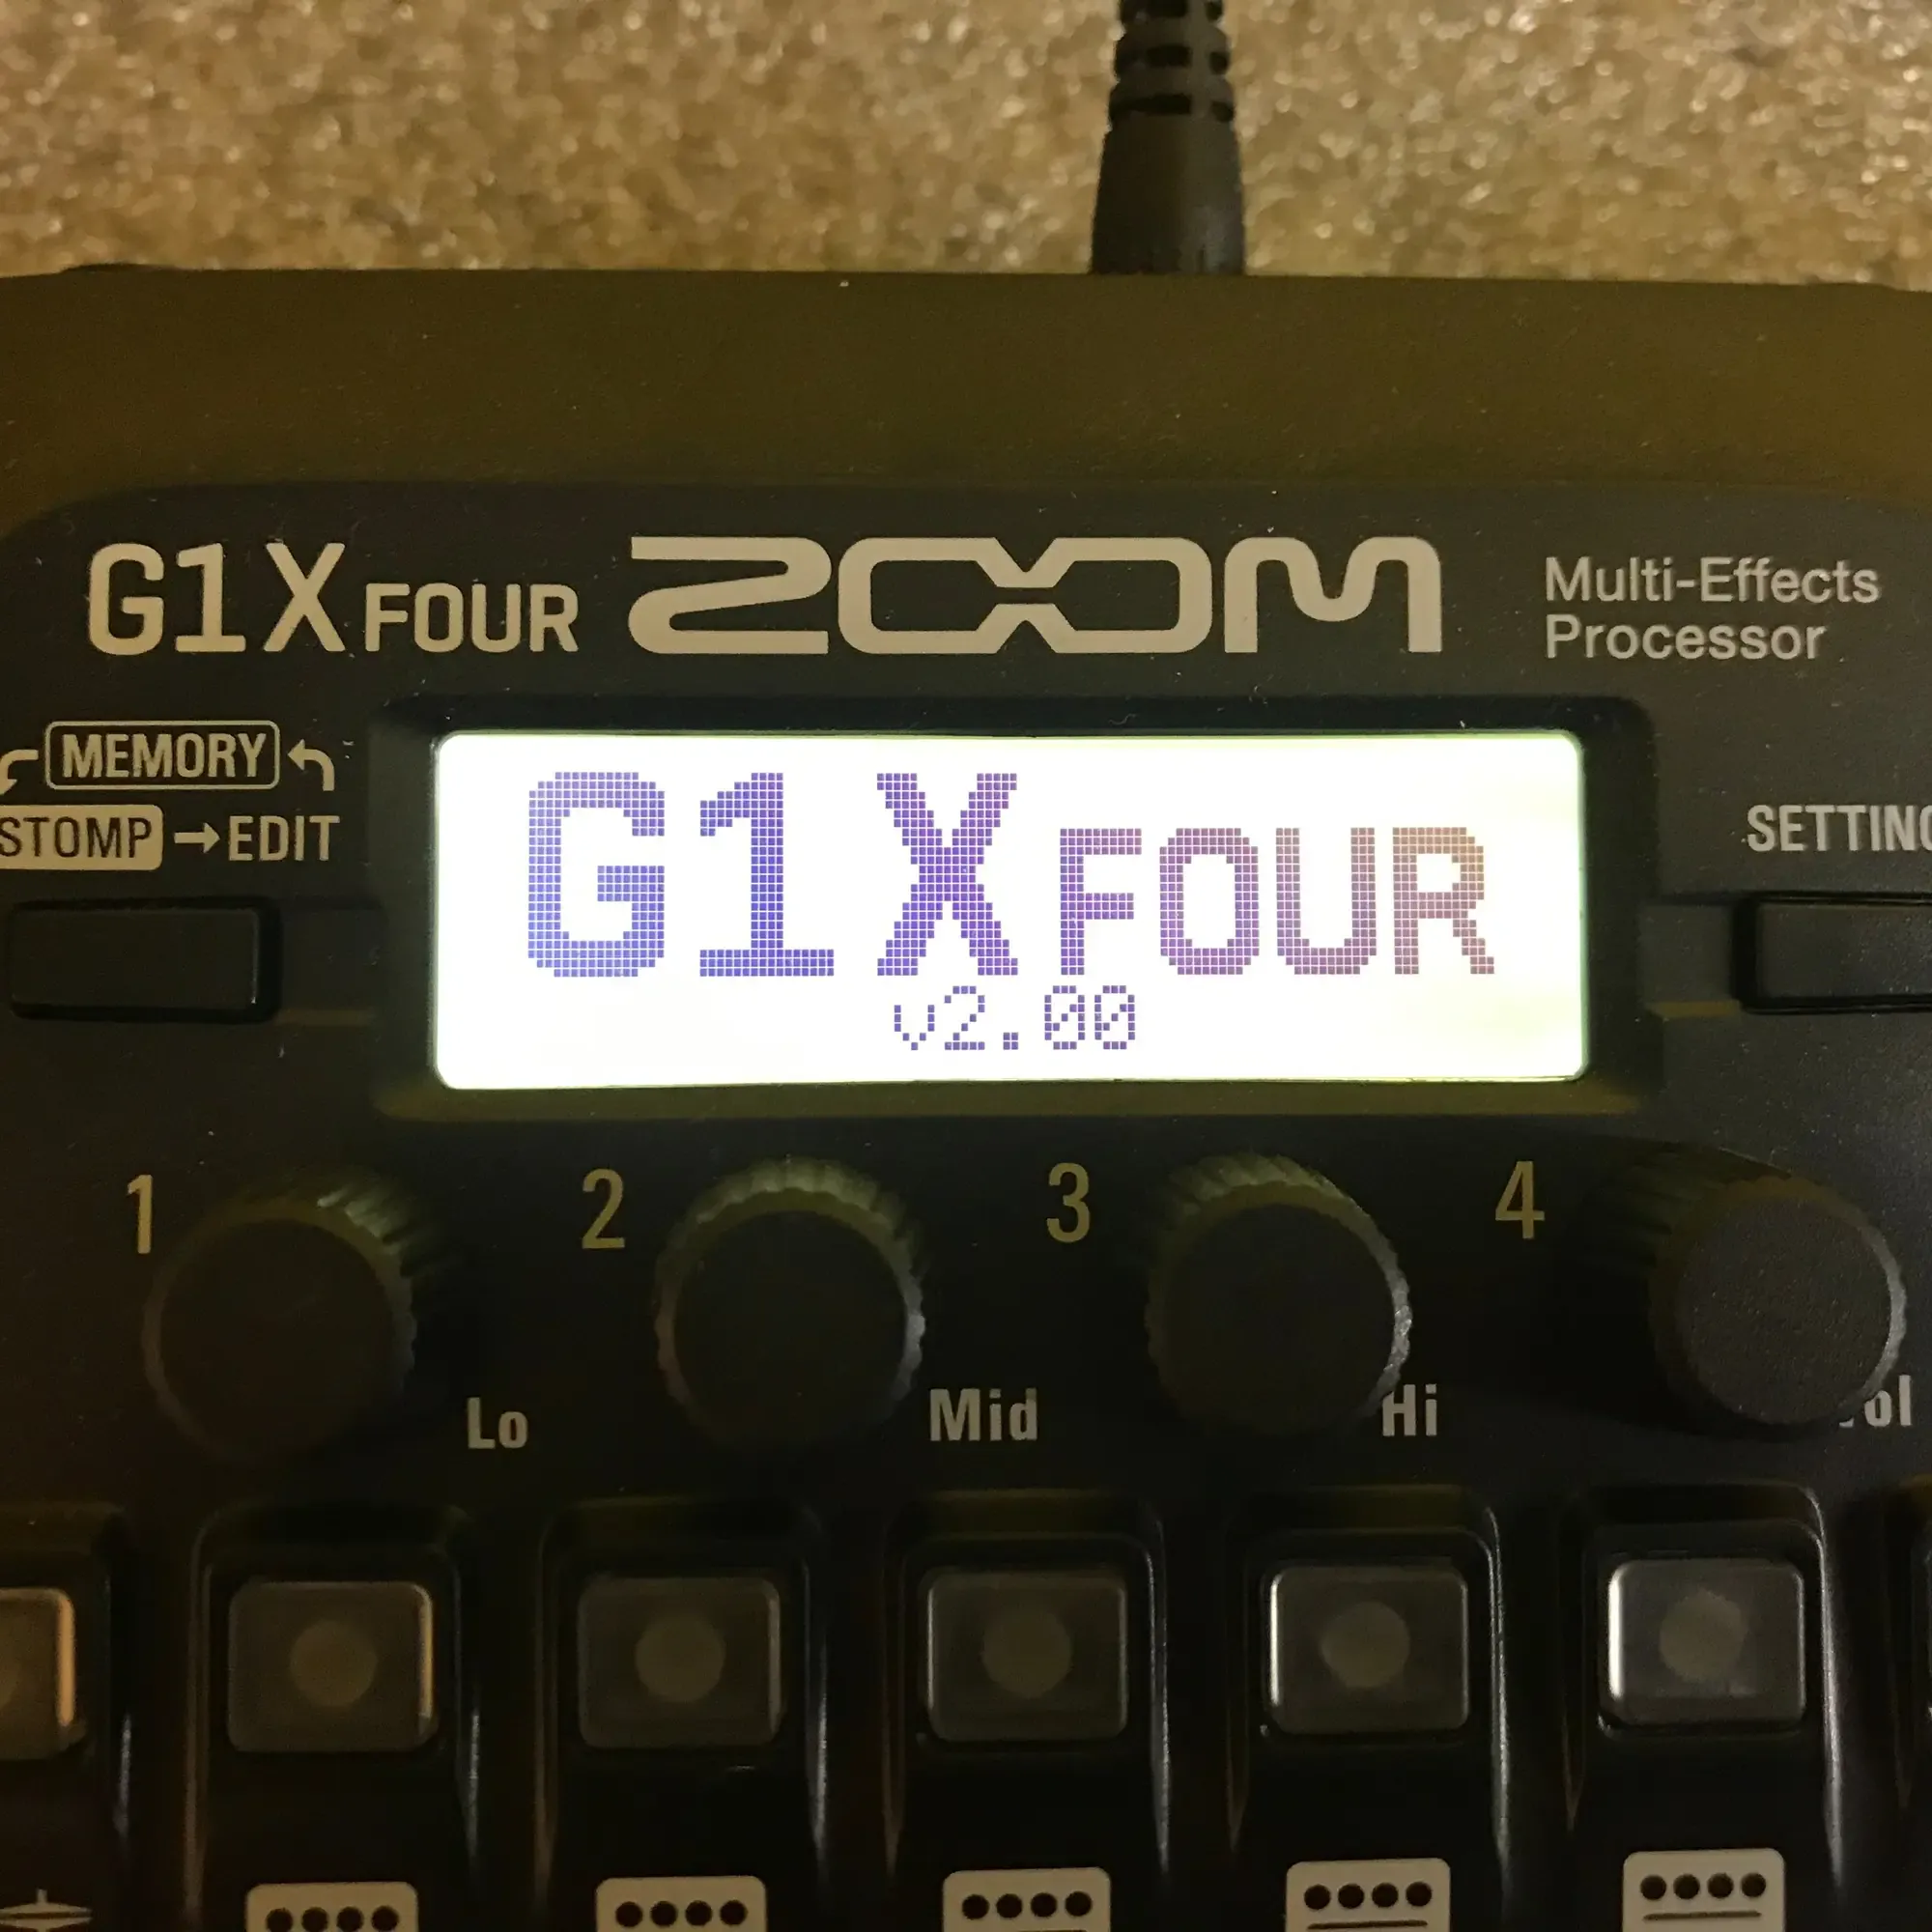 G1X FOUR ZOOM Multi-Effects
Processor
MEMORY
STOMP → EDIT
G1X FOUR
v2.00
1 2 3 4
Lo Mid Hi